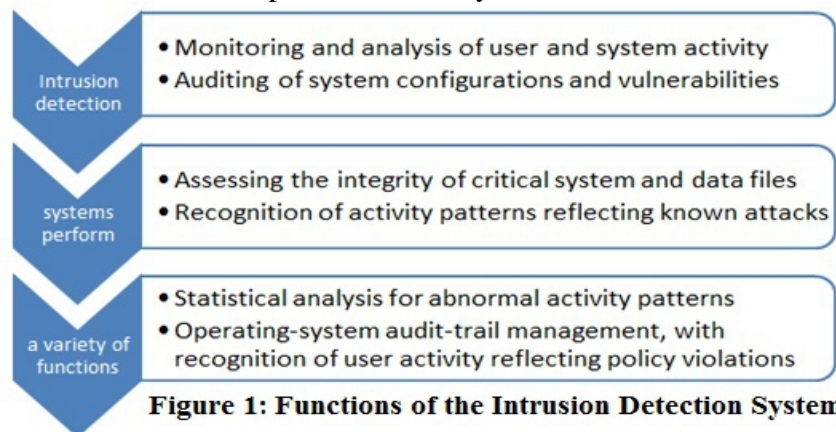 Intrusion
detection
• Monitoring and analysis of user and system activity
• Auditing of system configurations and vulnerabilities
systems
perform
• Assessing the integrity of critical system and data files
• Recognition of activity patterns reflecting known attacks
a variety of
functions
• Statistical analysis for abnormal activity patterns
• Operating-system audit-trail management, with
recognition of user activity reflecting policy violations
Figure 1: Functions of the Intrusion Detection System